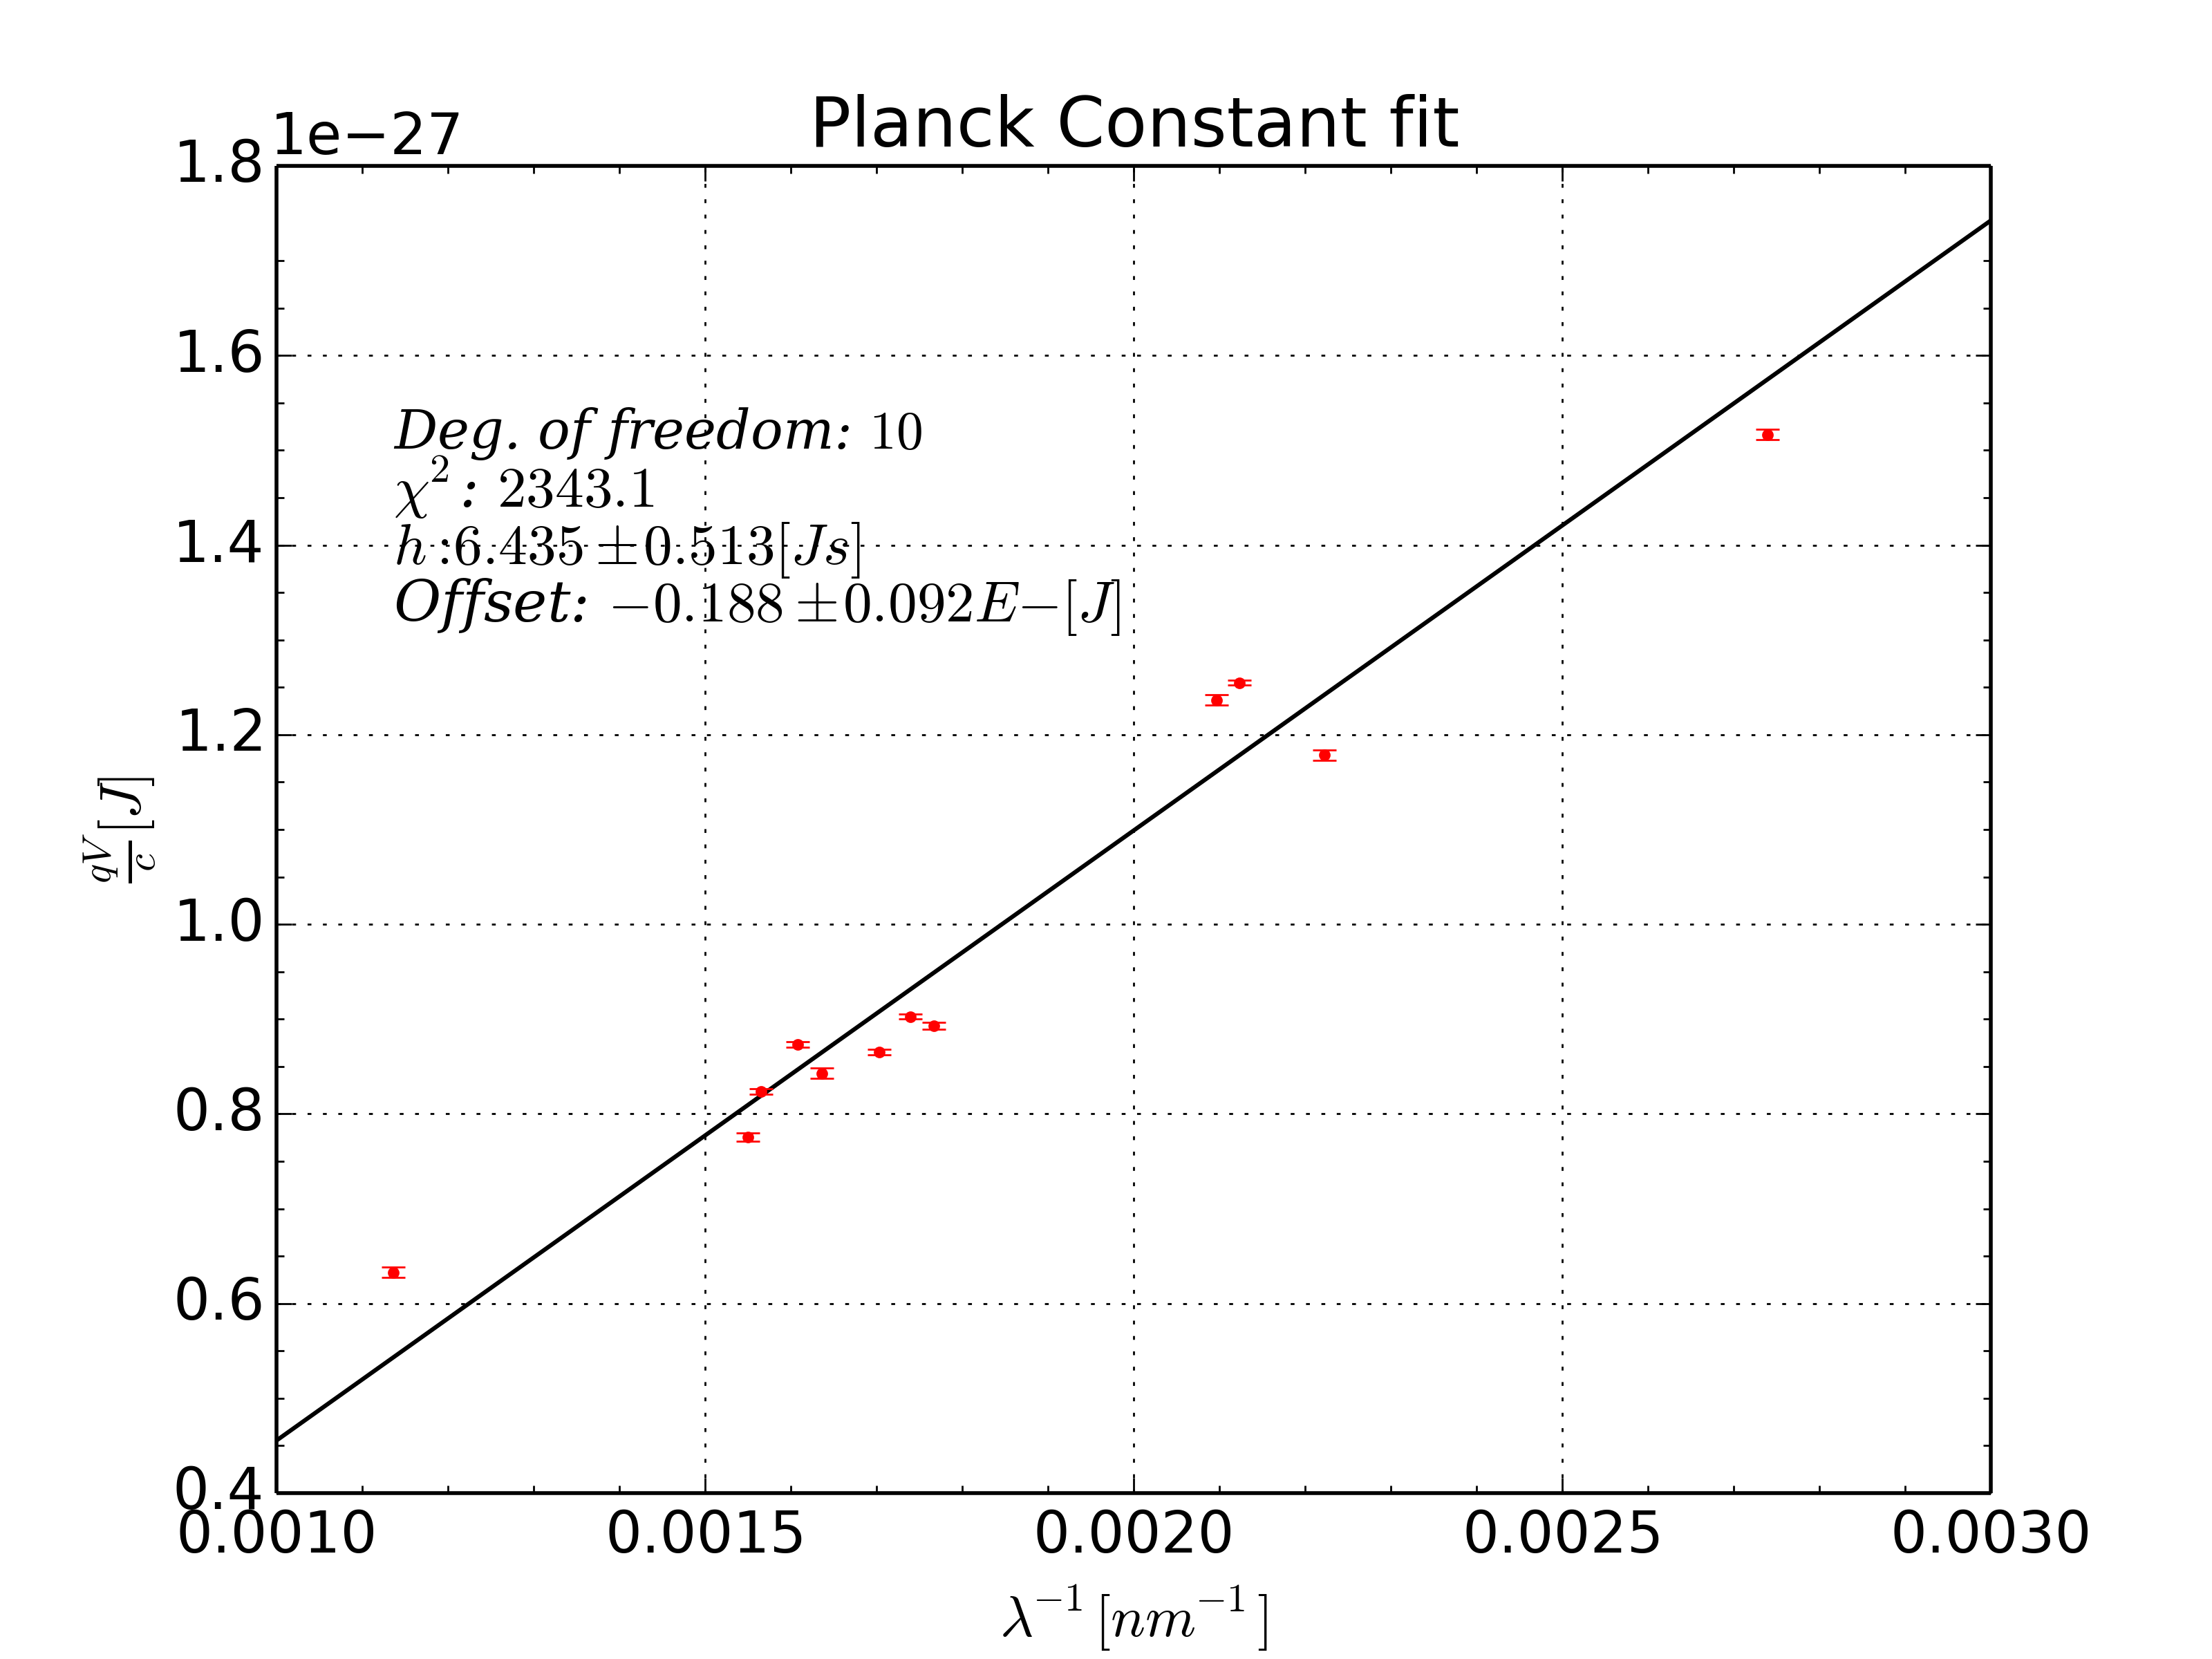 Planck Constant fit
1e−27
1.8
1.6
1.4
1.2
1.0
0.8
0.6
0.4
Deg. of freedom: 10
χ² : 2343.1
h :6.435 ±0.513[Js]
Offset: −0.188 ±0.092E−[J]
qV/c [J]
0.0010 0.0015 0.0020 0.0025 0.0030
λ⁻¹ [nm⁻¹]